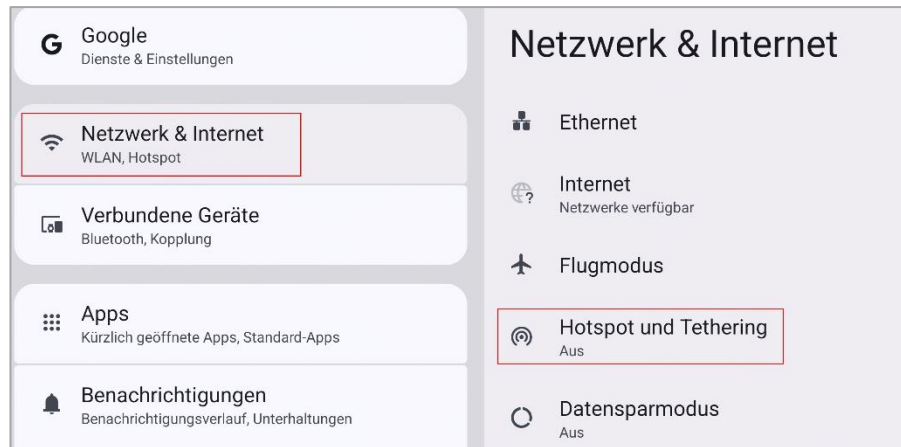 Google
Dienste & Einstellungen
Netzwerk & Internet
WLAN, Hotspot
Verbundene Geräte
Bluetooth, Kopplung
Apps
Kürzlich geöffnete Apps, Standard-Apps
Benachrichtigungen
Benachrichtigungsverlauf, Unterhaltungen
Netzwerk & Internet
Ethernet
Internet
Netzwerke verfügbar
Flugmodus
Hotspot und Tethering
Aus
Datensparmodus
Aus